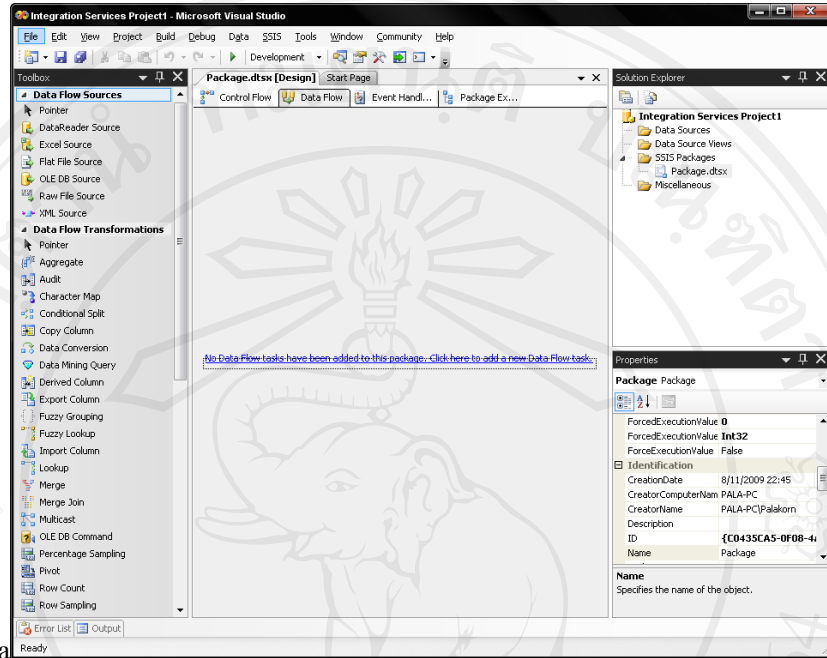 Integration Services Project1 - Microsoft Visual Studio
File Edit View Project Build Debug Data SSIS Tools Window Community Help
Development
Toolbox
Data Flow Sources
Pointer
DataReader Source
Excel Source
Flat File Source
OLE DB Source
Raw File Source
XML Source
Data Flow Transformations
Pointer
Aggregate
Audit
Character Map
Conditional Split
Copy Column
Data Conversion
Data Mining Query
Derived Column
Export Column
Fuzzy Grouping
Fuzzy Lookup
Import Column
Lookup
Merge
Merge Join
Multicast
OLE DB Command
Percentage Sampling
Pivot
Row Count
Row Sampling
Package.dtsx [Design] Start Page
Control Flow Data Flow Event Handl... Package Ex...
No Data Flow tasks have been added to this package. Click here to add a new Data Flow task.
Solution Explorer
Integration Services Project1
Data Sources
Data Source Views
SSIS Packages
Package.dtsx
Miscellaneous
Properties
Package Package
ForcedExecutionValue 0
ForcedExecutionValue Int32
ForceExecutionValue False
Identification
CreationDate 8/11/2009 22:45
CreatorComputerNam PALA-PC
CreatorName PALA-PC\Palakorn
Description
ID {C0435CA5-0F08-4
Name Package
Name
Specifies the name of the object.
Error List Output
Ready
a